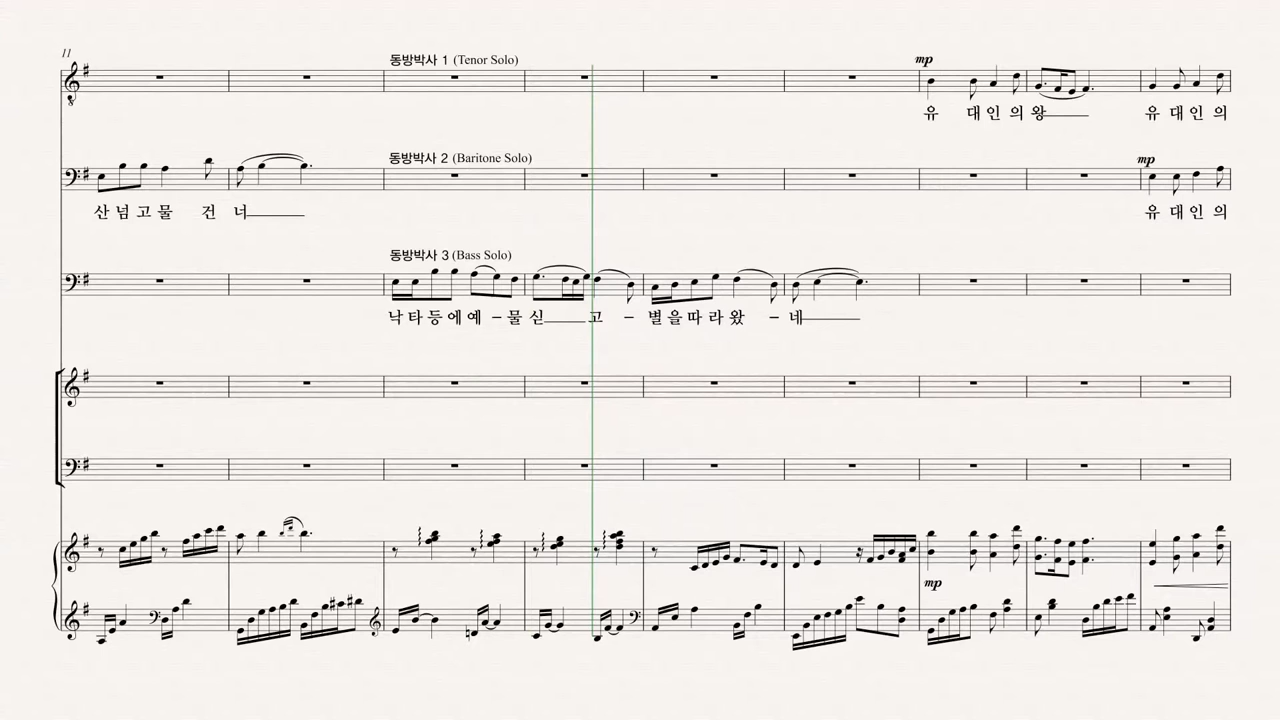 11
동방박사 1 (Tenor Solo)
mp
유 대인 의왕 유 대 인 의
동방박사 2 (Baritone Solo)
mp
산 넘 고 물 건 너 유 대 인 의
동방박사 3 (Bass Solo)
낙 타 등 에 예 - 물 싣 고 - 별 을 따 라 왔 - 네
mp